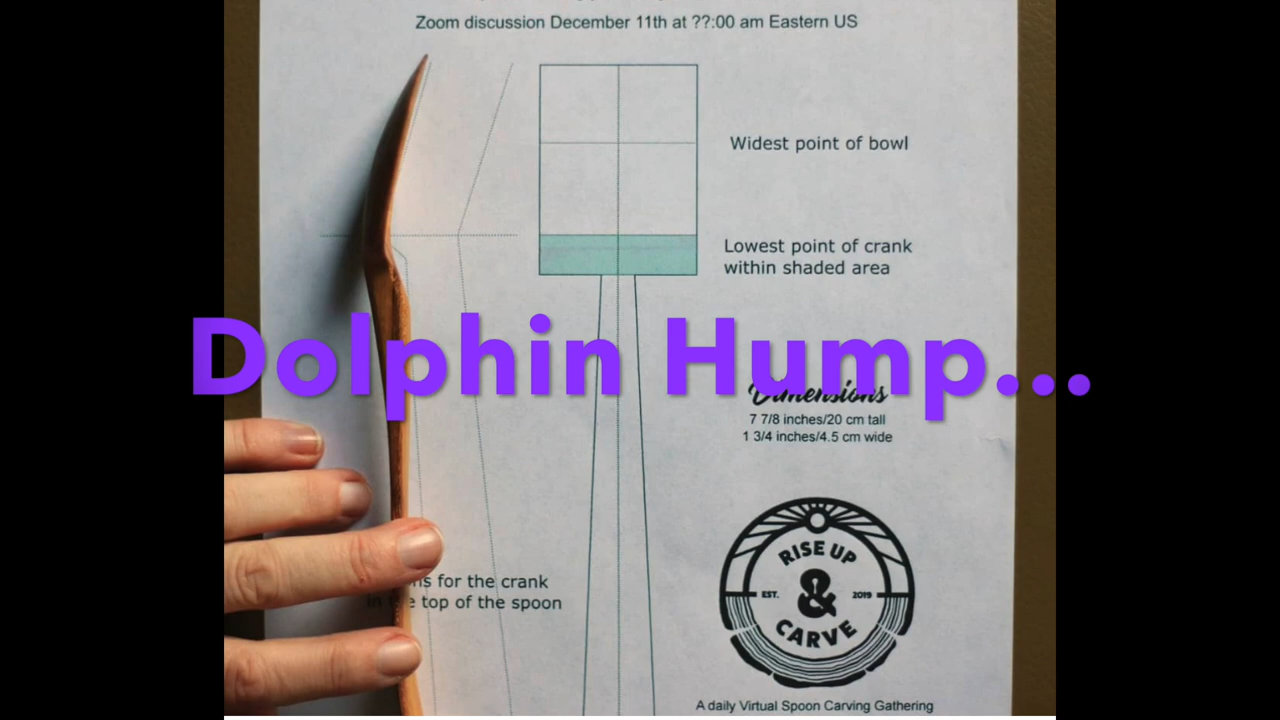 Zoom discussion December 11th at ??:00 am Eastern US
Widest point of bowl
Lowest point of crank
within shaded area
Dolphin Hump...
Dimensions
7 7/8 inches/20 cm tall
1 3/4 inches/4.5 cm wide
RISE UP
&
EST. 2019
CARVE
for the crank
top of the spoon
A daily Virtual Spoon Carving Gathering